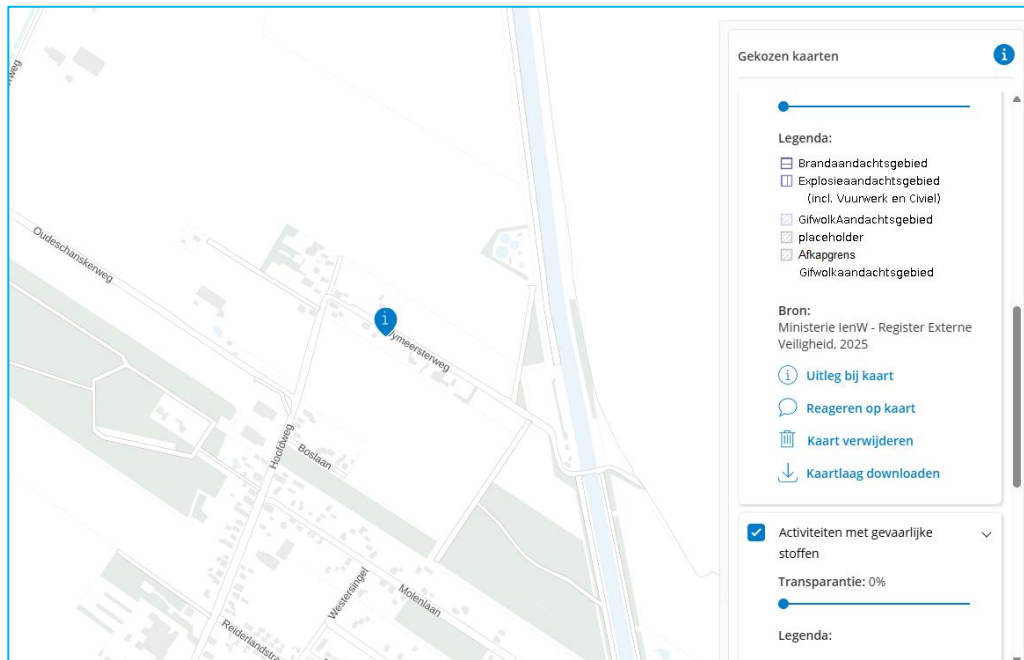 rweg
Oudeschanskerweg
ymeersterweg
Hoofdweg
Boslaan
Westersingel
Molenlaan
Reiderlandstra
Gekozen kaarten
Legenda:
Brandaandachtsgebied
Explosieaandachtsgebied
(incl. Vuurwerk en Civiel)
GifwolkAandachtsgebied
placeholder
Afkapgrens
Gifwolkaandachtsgebied
Bron:
Ministerie IenW - Register Externe
Veiligheid, 2025
Uitleg bij kaart
Reageren op kaart
Kaart verwijderen
Kaartlaag downloaden
Activiteiten met gevaarlijke
stoffen
Transparantie: 0%
Legenda: